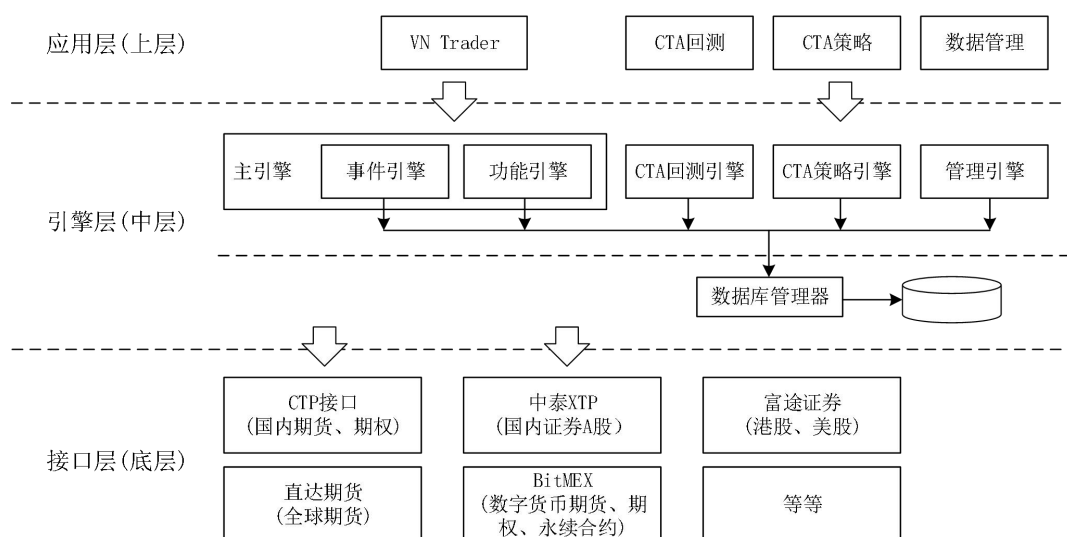 应用层(上层)
VN Trader
CTA回测
CTA策略
数据管理
主引擎
事件引擎
功能引擎
CTA回测引擎
CTA策略引擎
管理引擎
引擎层(中层)
数据库管理器
CTP接口
(国内期货、期权)
中泰XTP
(国内证券A股)
富途证券
(港股、美股)
接口层(底层)
直达期货
(全球期货)
BitMEX
(数字货币期货、期
权、永续合约)
等等